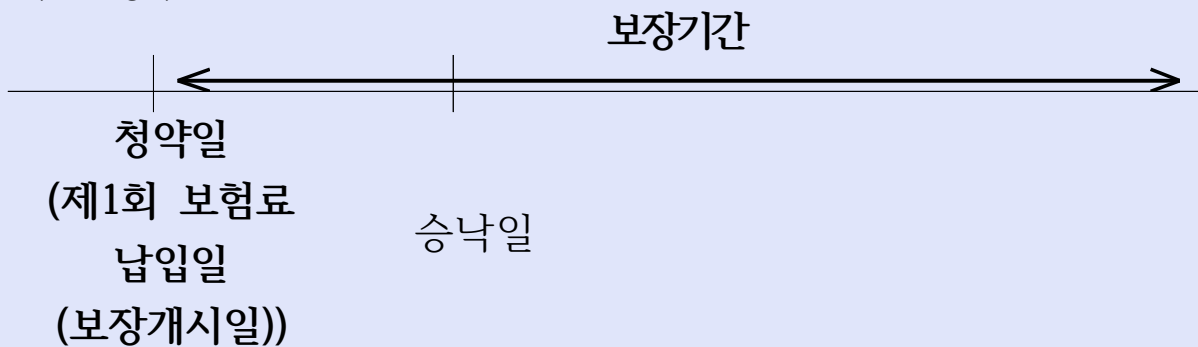 보장기간
청약일
(제1회 보험료
납입일
(보장개시일))
승낙일